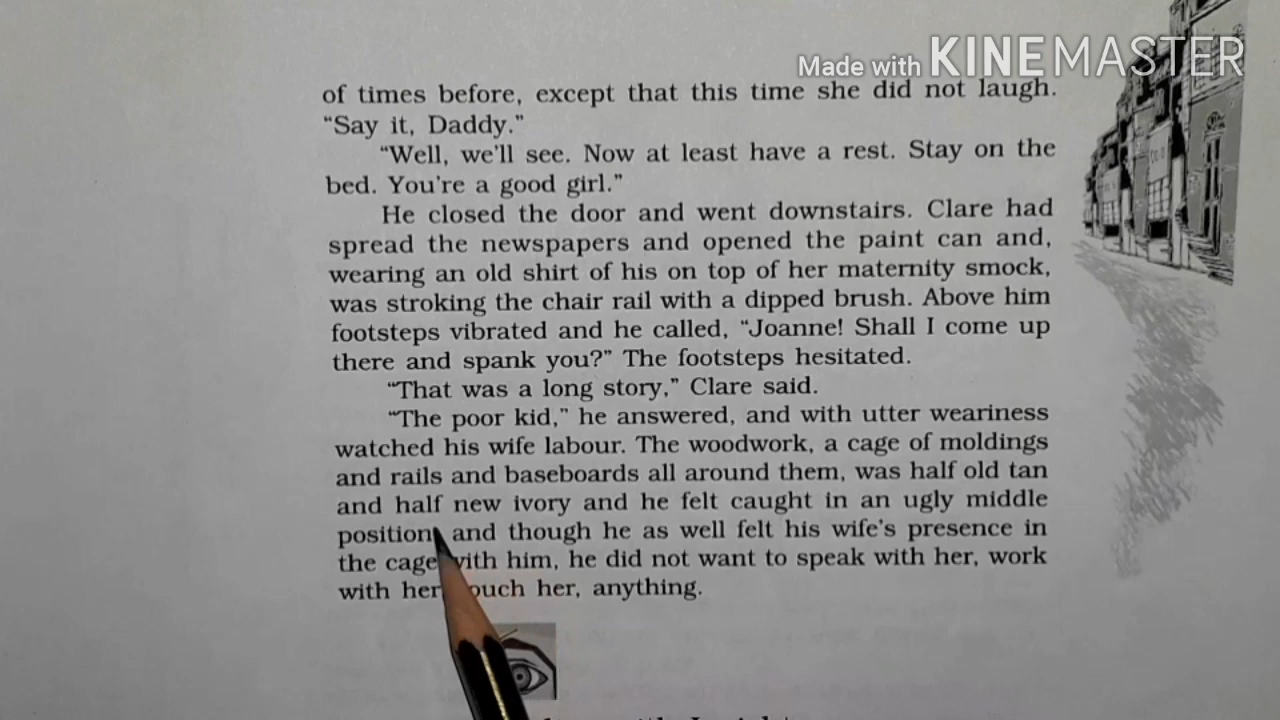 Made with KINEMASTER
of times before, except that this time she did not laugh.
“Say it, Daddy.”
“Well, we'll see. Now at least have a rest. Stay on the
bed. You're a good girl.”
He closed the door and went downstairs. Clare had
spread the newspapers and opened the paint can and,
wearing an old shirt of his on top of her maternity smock,
was stroking the chair rail with a dipped brush. Above him
footsteps vibrated and he called, “Joanne! Shall I come up
there and spank you?” The footsteps hesitated.
“That was a long story,” Clare said.
“The poor kid,” he answered, and with utter weariness
watched his wife labour. The woodwork, a cage of moldings
and rails and baseboards all around them, was half old tan
and half new ivory and he felt caught in an ugly middle
position and though he as well felt his wife's presence in
the cage with him, he did not want to speak with her, work
with her, touch her, anything.